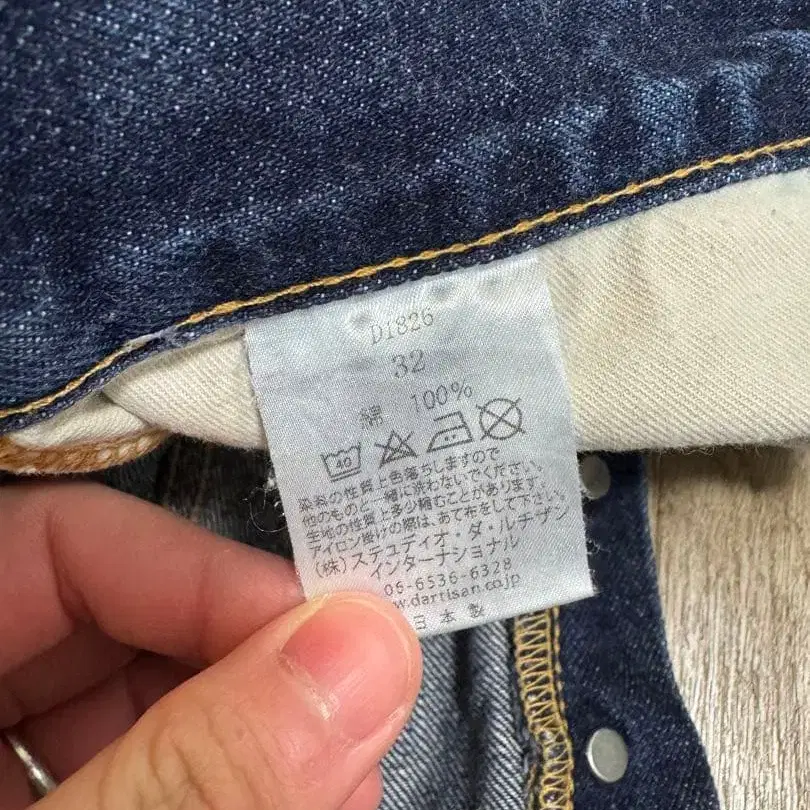 D1826
32
綿 100%
40
染料の性質上色落ちしますので
他のものと一緒に洗わないでください。
生地の性質上多少縮むことがあります。
アイロン掛けの際は、あて布をして下さい。
(株)ステュディオ・ダ・ルチザン
インターナショナル
06-6536-6328
w.dartisan.co.jp
日本製